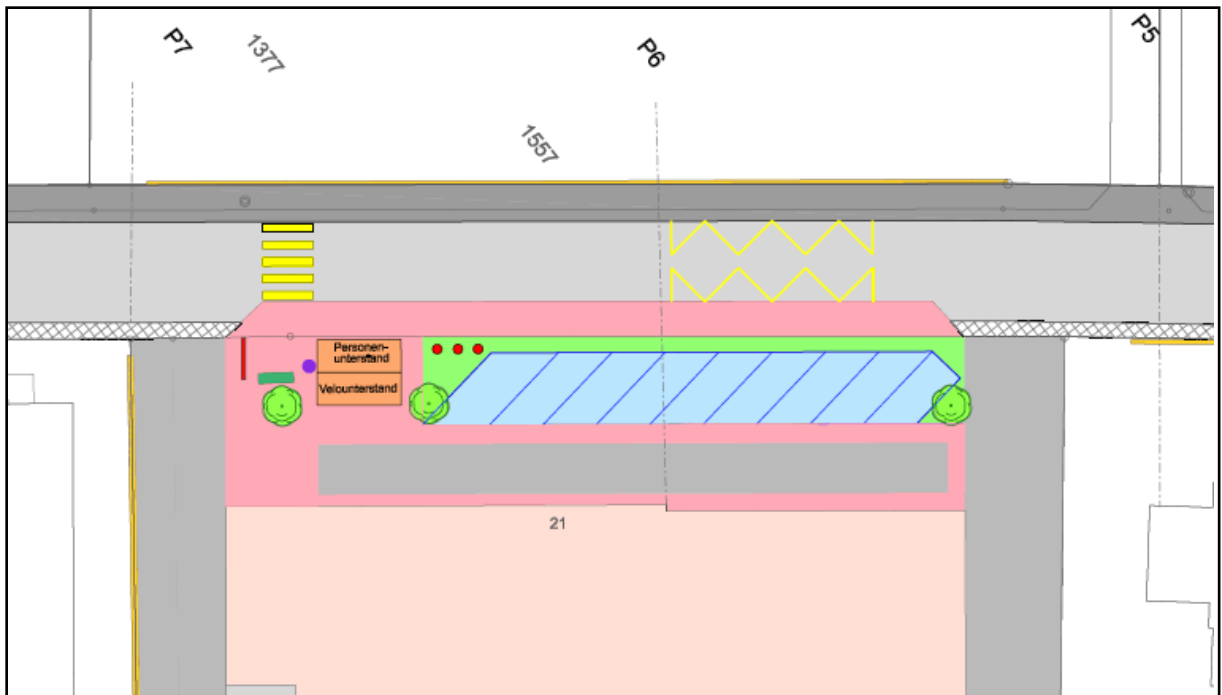 P7
1377
P6
P5
1557
Personen-
unterstand
Velounterstand
21